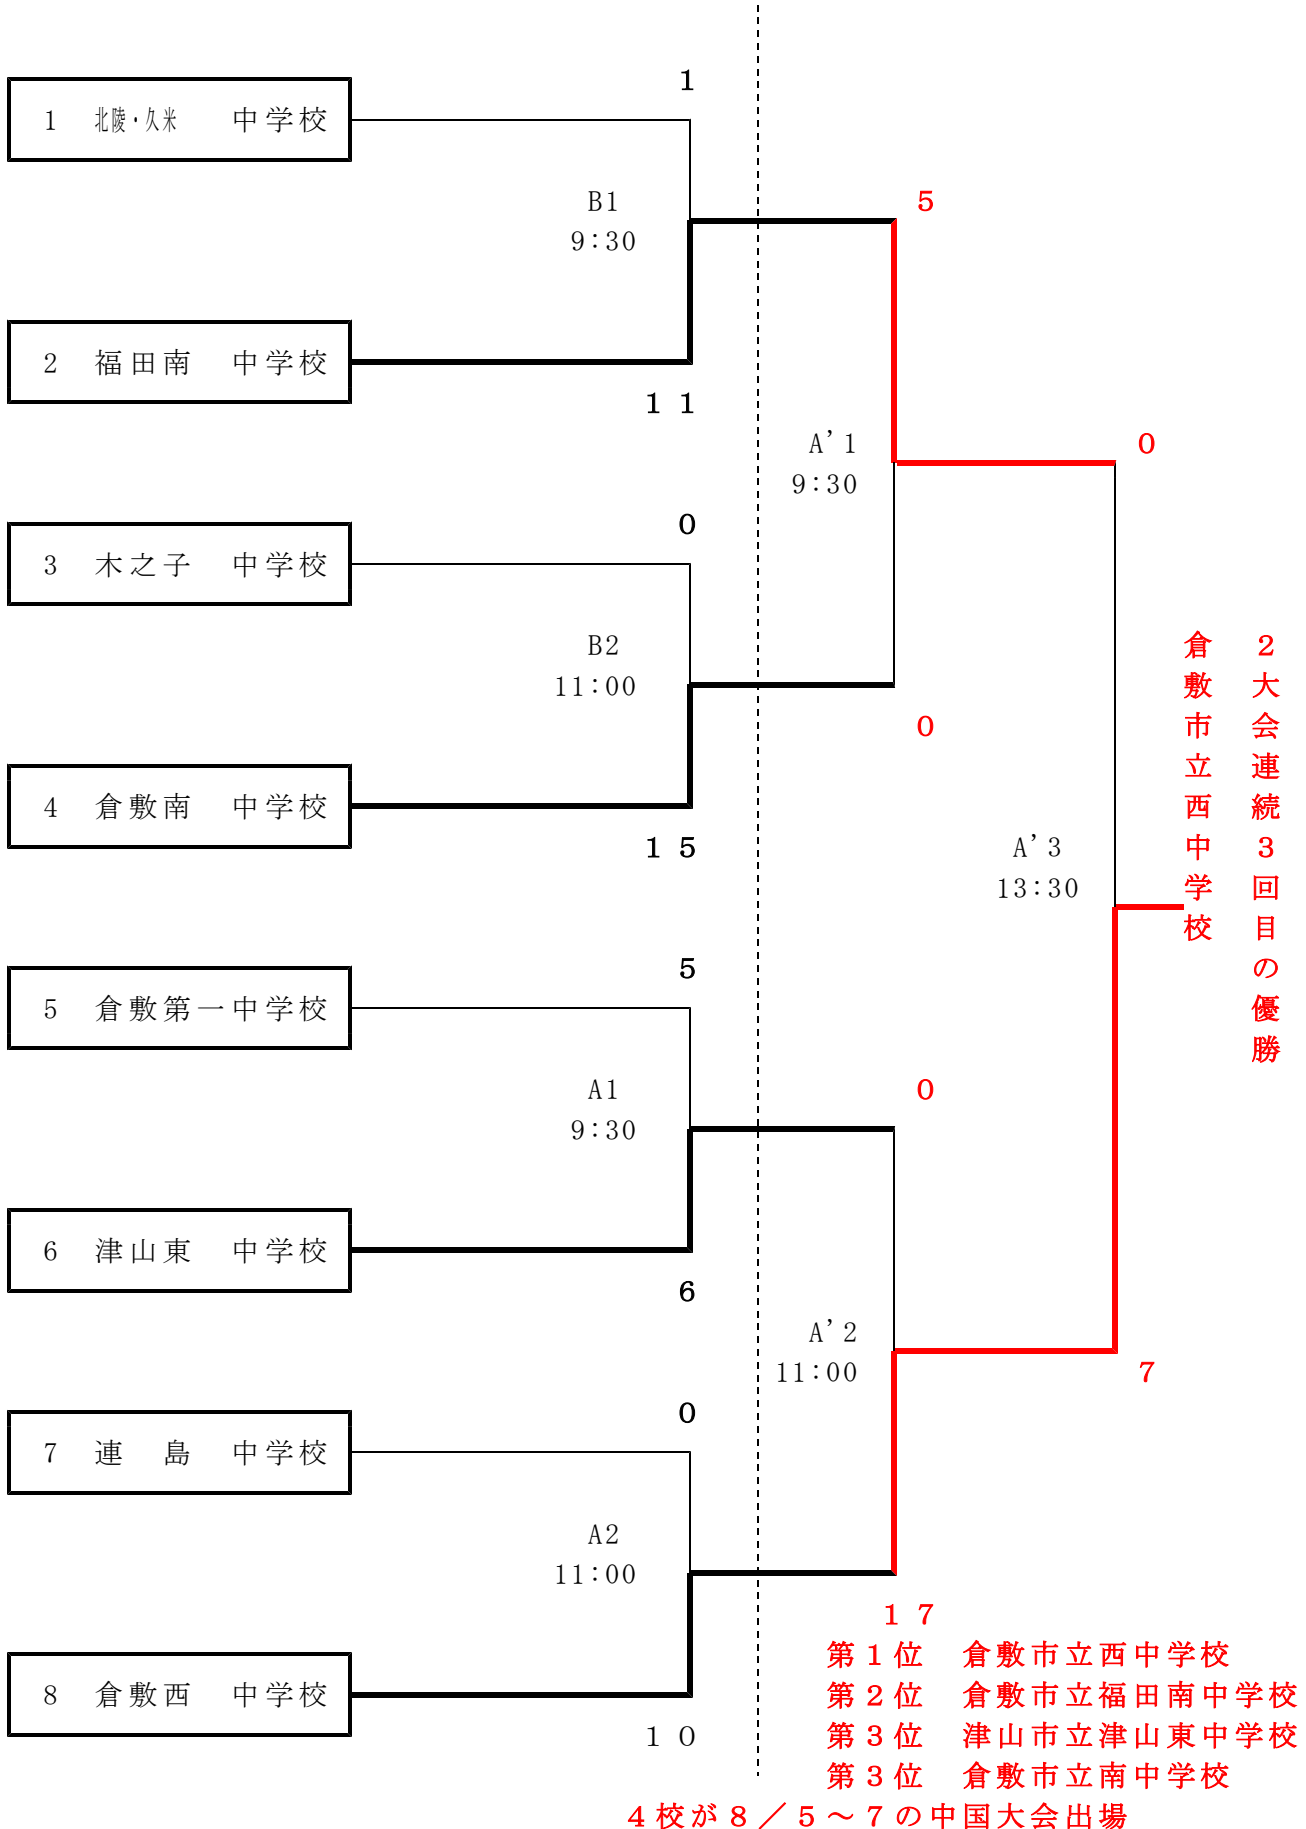 1
1 北陵・久米 中学校
B1
9:30
5
2 福田南 中学校
11
A'1
9:30
0
0
3 木之子 中学校
B2
11:00
0
4 倉敷南 中学校
15
A'3
13:30
倉敷市立西中学校
2大会連続3回目の優勝
5
5 倉敷第一中学校
A1
9:30
0
6 津山東 中学校
6
A'2
11:00
7
0
7 連 島 中学校
A2
11:00
17
8 倉敷西 中学校
10
第1位 倉敷市立西中学校
第2位 倉敷市立福田南中学校
第3位 津山市立津山東中学校
第3位 倉敷市立南中学校
4校が8/5~7の中国大会出場